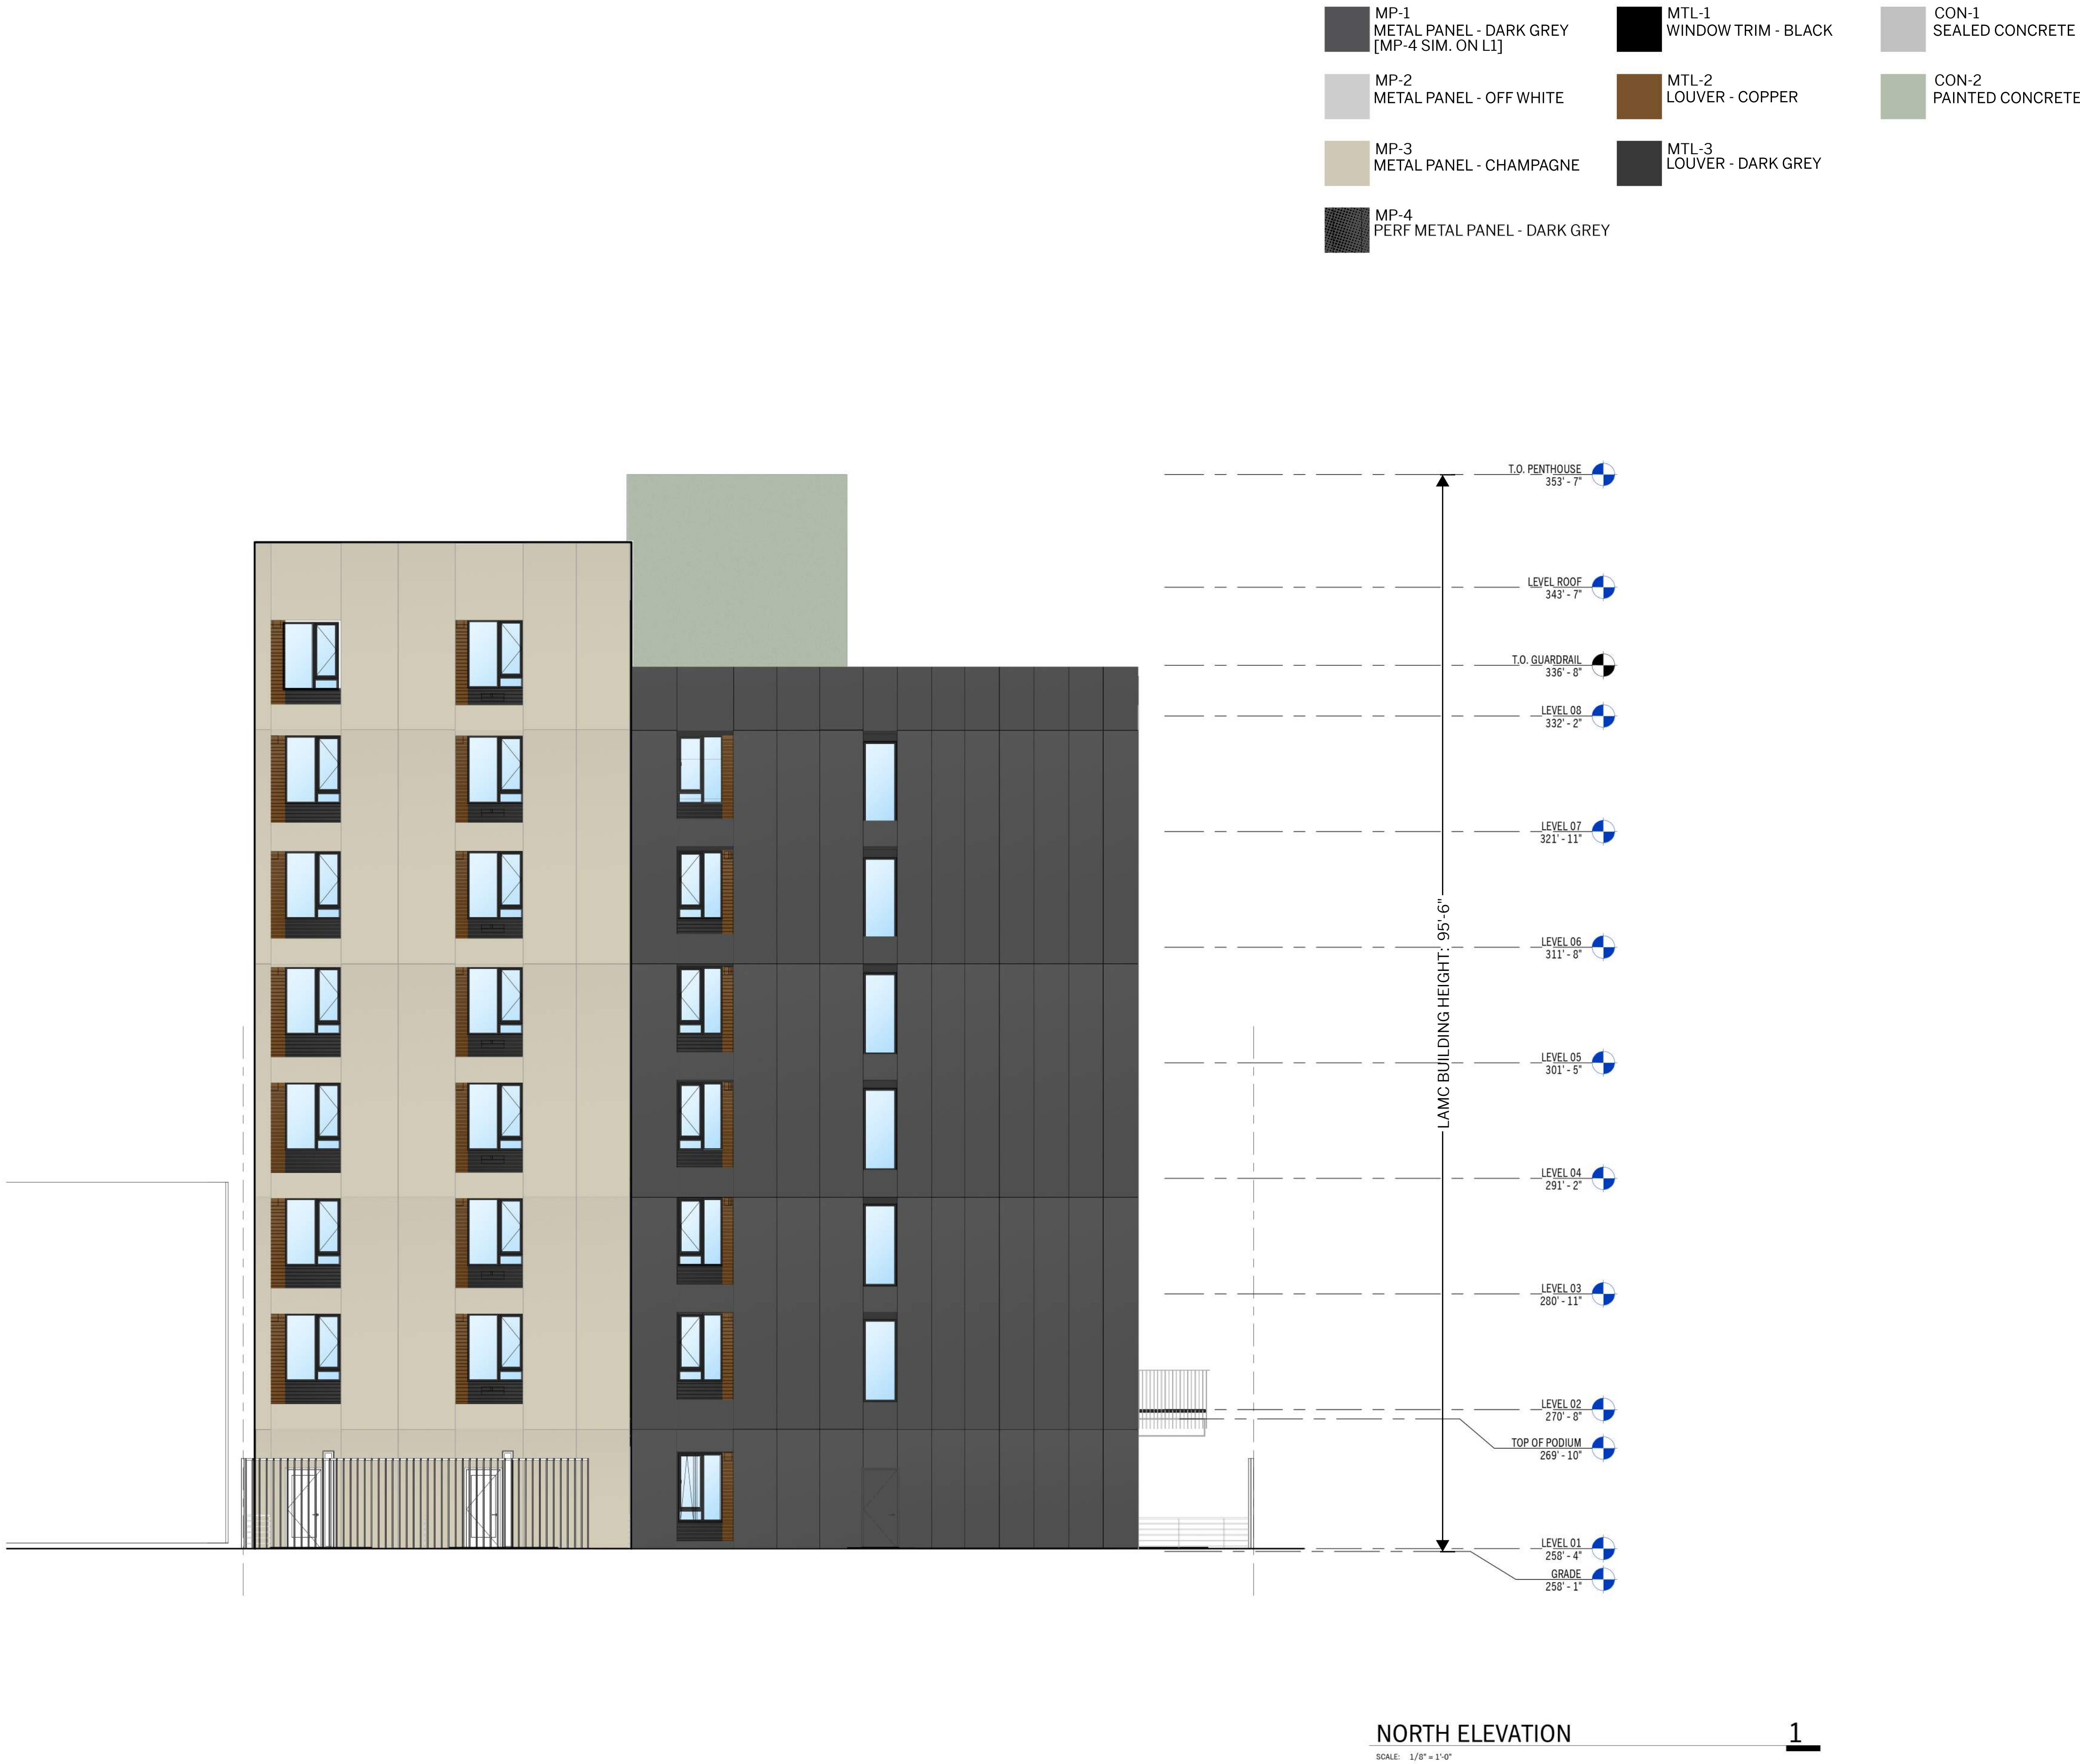 MP-1
METAL PANEL - DARK GREY
[MP-4 SIM. ON L1]
MP-2
METAL PANEL - OFF WHITE
MP-3
METAL PANEL - CHAMPAGNE
MP-4
PERF METAL PANEL - DARK GREY
MTL-1
WINDOW TRIM - BLACK
MTL-2
LOUVER - COPPER
MTL-3
LOUVER - DARK GREY
CON-1
SEALED CONCRETE
CON-2
PAINTED CONCRETE
T.O. PENTHOUSE
353' - 7"
LEVEL ROOF
343' - 7"
T.O. GUARDRAIL
336' - 8"
LEVEL 08
332' - 2"
LEVEL 07
321' - 11"
LAMC BUILDING HEIGHT: 95'-6"
LEVEL 06
311' - 8"
LEVEL 05
301' - 5"
LEVEL 04
291' - 2"
LEVEL 03
280' - 11"
LEVEL 02
270' - 8"
TOP OF PODIUM
269' - 10"
LEVEL 01
258' - 4"
GRADE
258' - 1"
NORTH ELEVATION 1
SCALE: 1/8" = 1'-0"